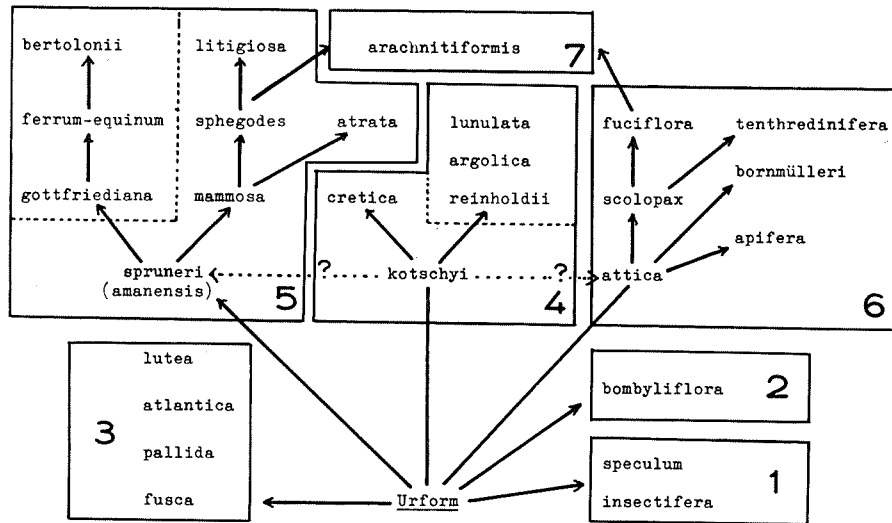 bertolonii
litigiosa
arachnitiformis
7
ferrum-equinum
sphegodes
atrata
lunulata
fuciflora
tenthredinifera
argolica
bornmülleri
gottfriediana
mammosa
cretica
reinholdii
scolopax
apifera
spruneri
(amanensis)
?
kotschyi
?
attica
5
4
6
lutea
atlantica
3
pallida
fusca
bombyliflora
2
speculum
insectifera
1
Urform